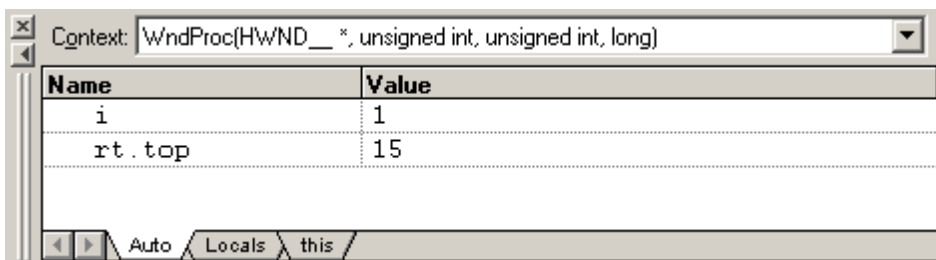 Context: WndProc(HWND__ *, unsigned int, unsigned int, long)
Name Value
i 1
rt.top 15
Auto Locals this